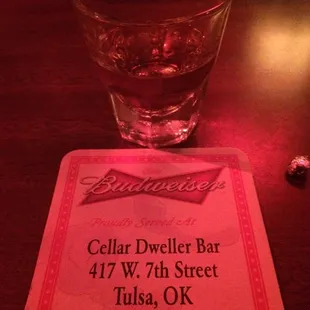 Budweiser
Proudly Served At
Cellar Dweller Bar
417 W. 7th Street
Tulsa, OK